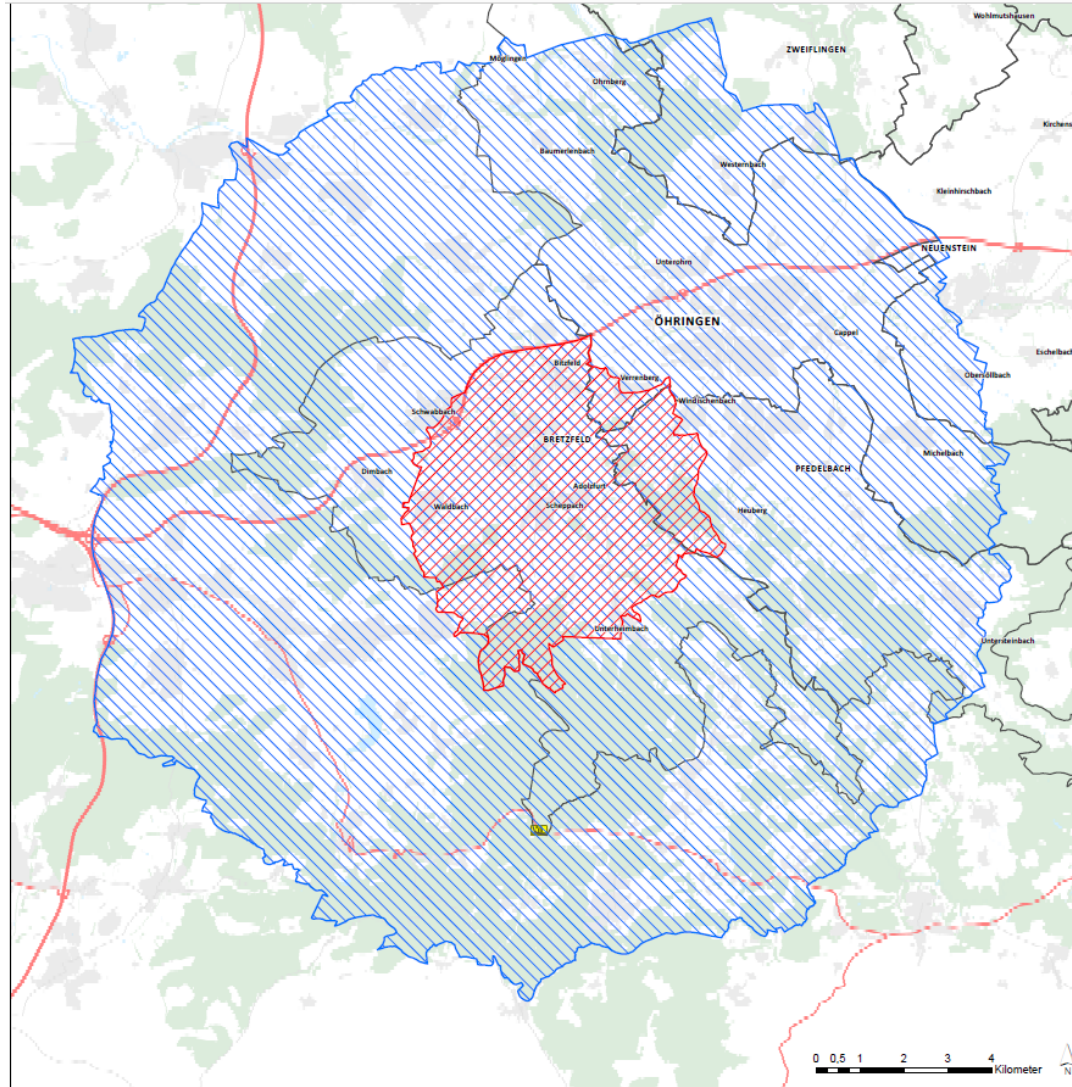 Wohlmutshausen
ZWEIFLINGEN
Möglingen
Ohrnberg
Kirchens
Baumerlenbach
Westernbach
Kleinhirschbach
NEUENSTEIN
Unterohrn
ÖHRINGEN
Cappel
Eschelbach
Bitzfeld
Verrenberg
Obersöllbach
Windischenbach
Schwabbach
BRETZFELD
Michelbach
PFEDELBACH
Dimbach
Adolzfurt
Waldbach
Scheppach
Heuberg
Unterheimbach
Untersteinbach
0 0,5 1 2 3 4
Kilometer
N